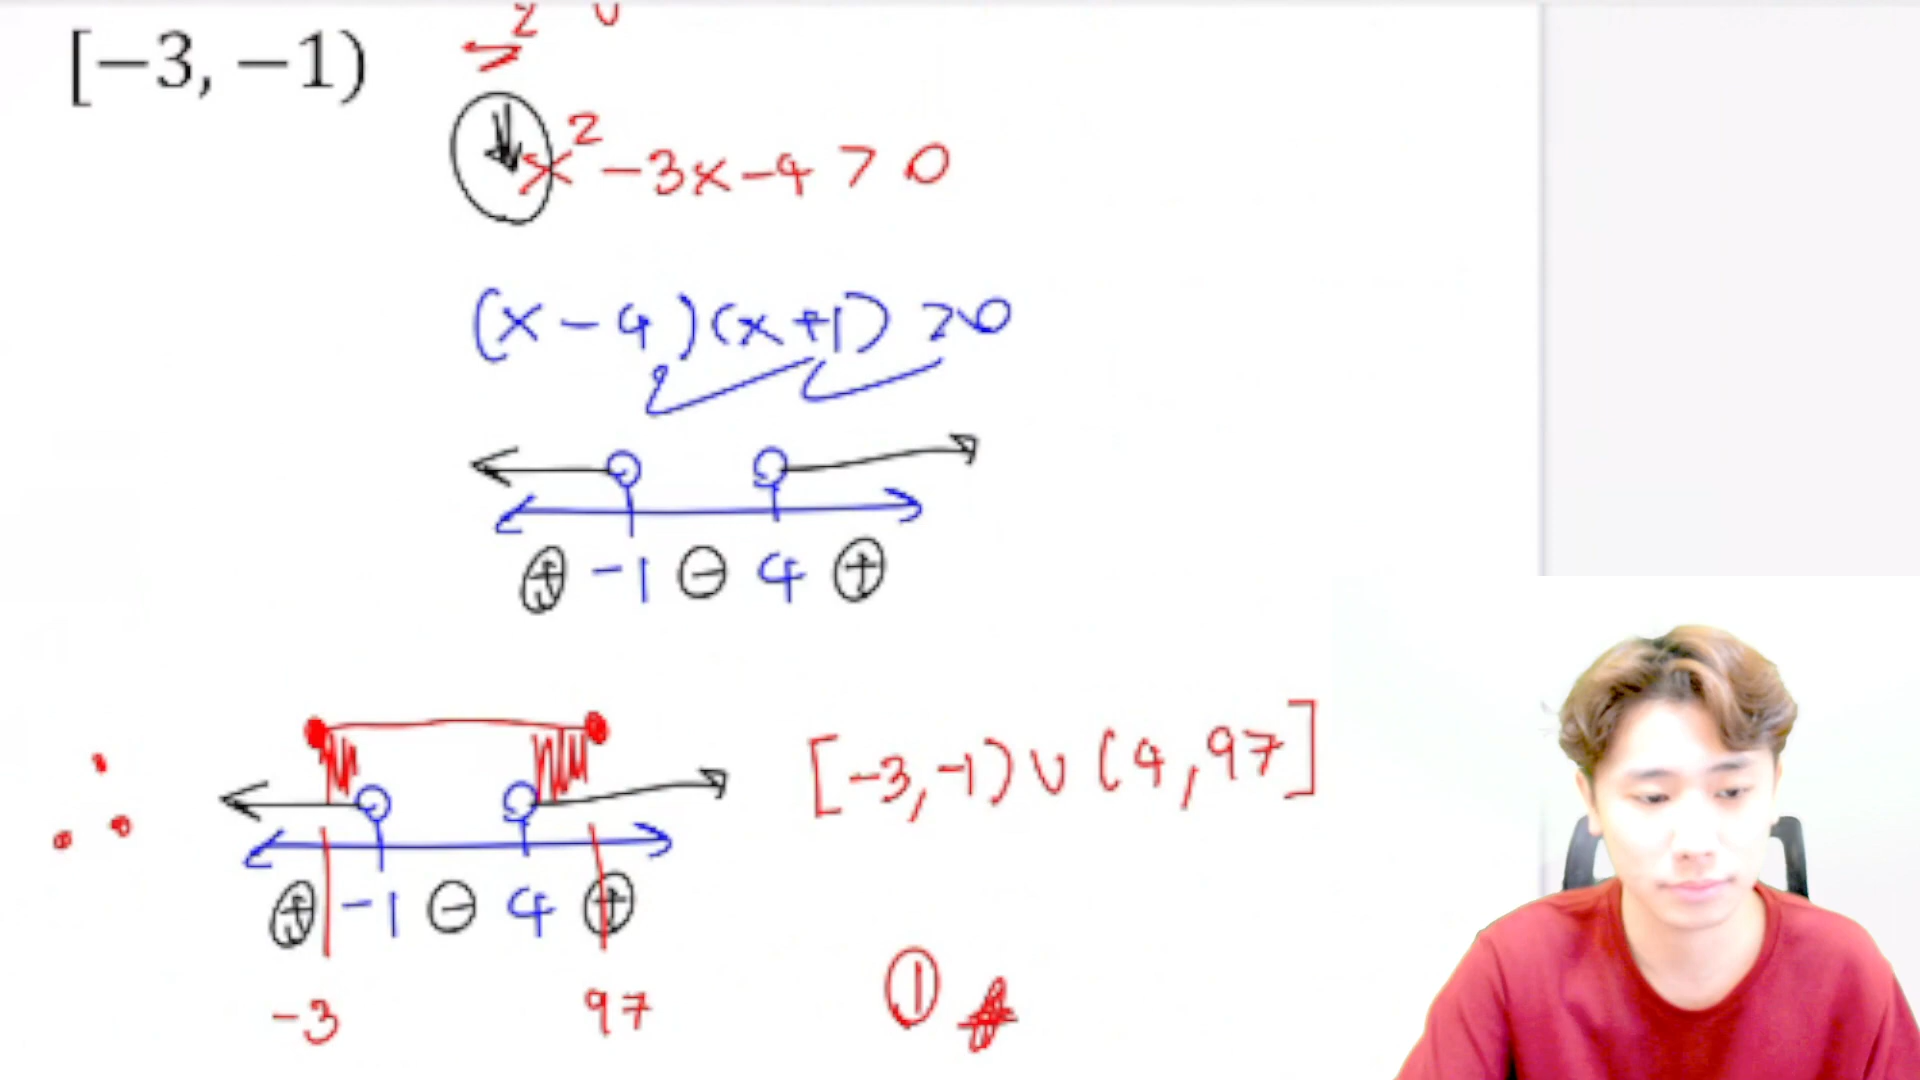 [−3, −1)
x² - 3x - 4 > 0
(x - 4)(x + 1) > 0
⊕ -1 ⊖ 4 ⊕
∴ [-3, -1) ∪ (4, 97]
⊕ -1 ⊖ 4 ⊕
-3 97
①